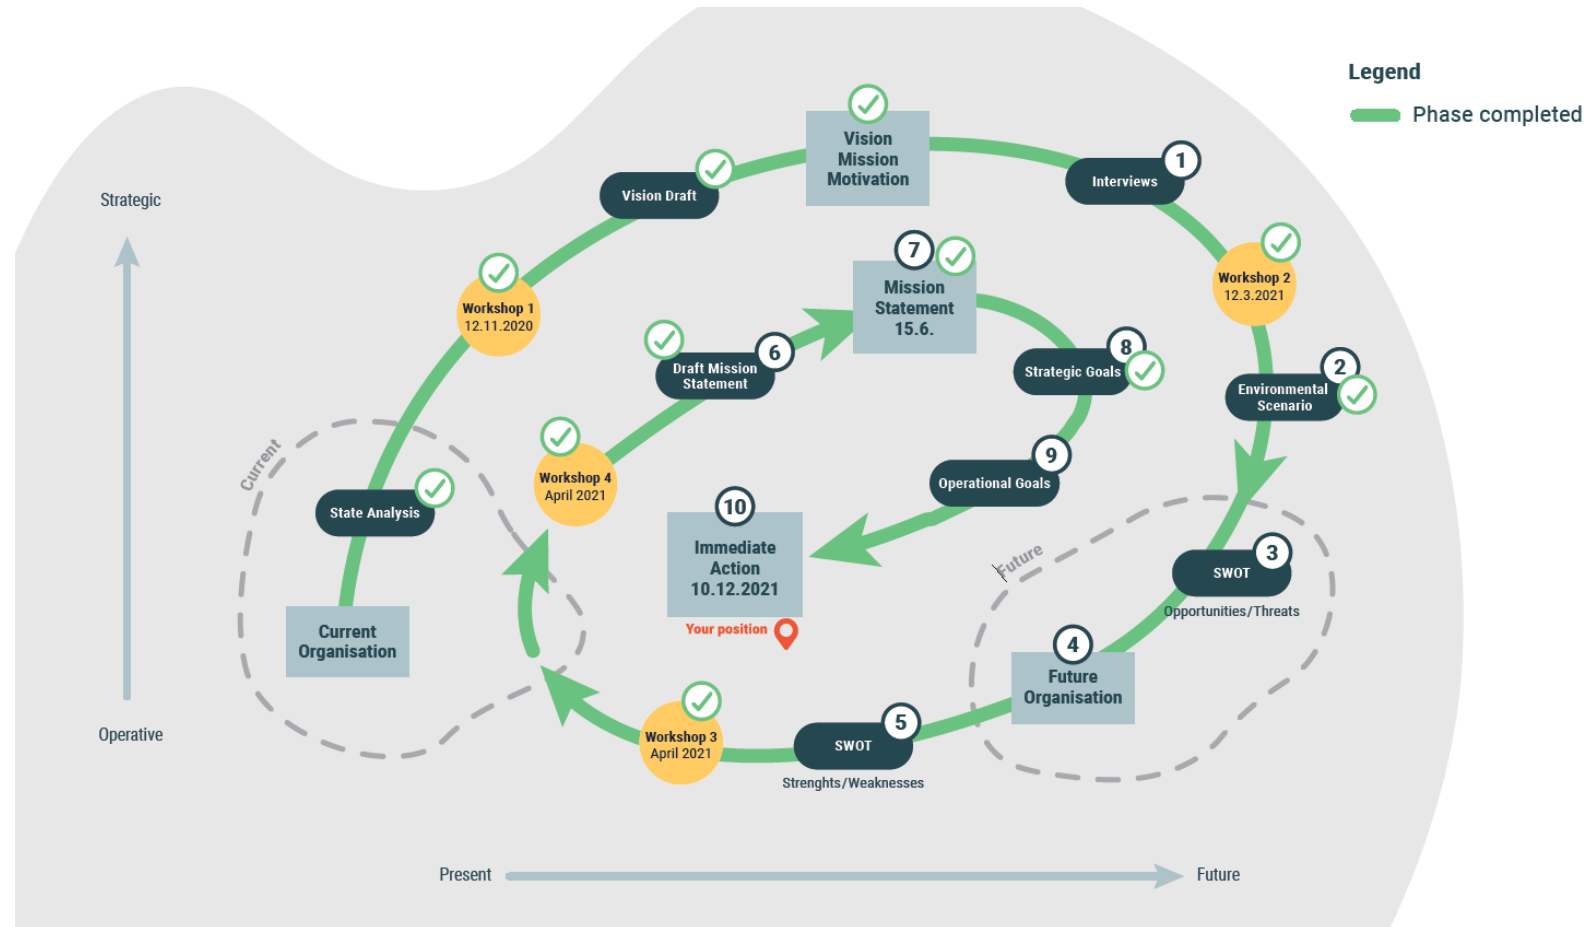 Legend
Phase completed
Strategic
Operative
Present
Future
Current
Current
Organisation
State Analysis
Workshop 1
12.11.2020
Vision Draft
Vision
Mission
Motivation
1
Interviews
Workshop 2
12.3.2021
2
Environmental
Scenario
Future
3
SWOT
Opportunities/Threats
4
Future
Organisation
5
SWOT
Strenghts/Weaknesses
Workshop 3
April 2021
Workshop 4
April 2021
6
Draft Mission
Statement
7
Mission
Statement
15.6.
8
Strategic Goals
9
Operational Goals
10
Immediate
Action
10.12.2021
Your position